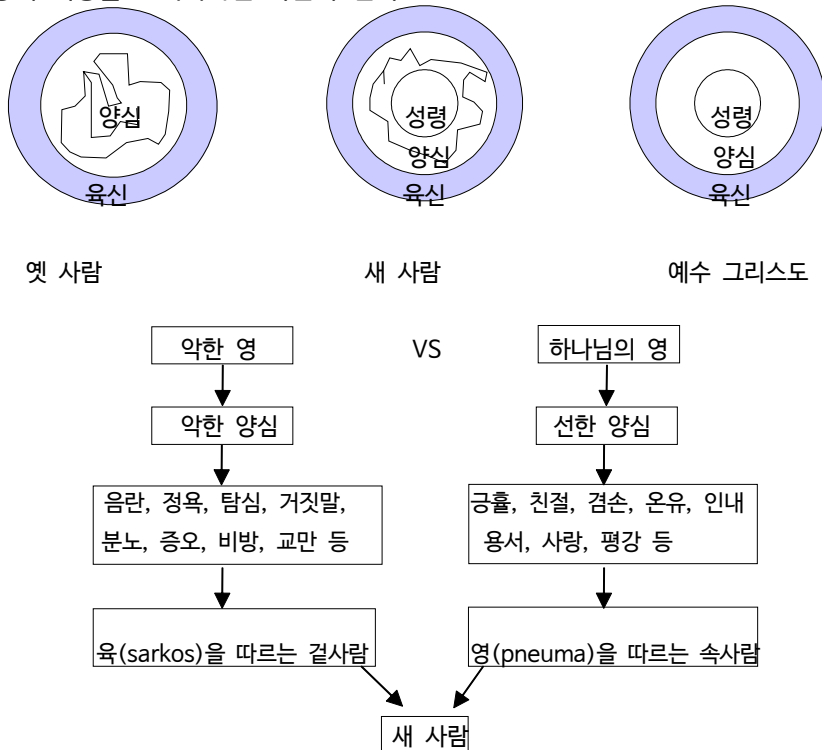 양심
육신
성령
양심
육신
성령
양심
육신
옛 사람
새 사람
예수 그리스도
악한 영
VS
하나님의 영
악한 양심
선한 양심
음란, 정욕, 탐심, 거짓말,
분노, 증오, 비방, 교만 등
긍휼, 친절, 겸손, 온유, 인내
용서, 사랑, 평강 등
육(sarkos)을 따르는 겉사람
영(pneuma)을 따르는 속사람
새 사람